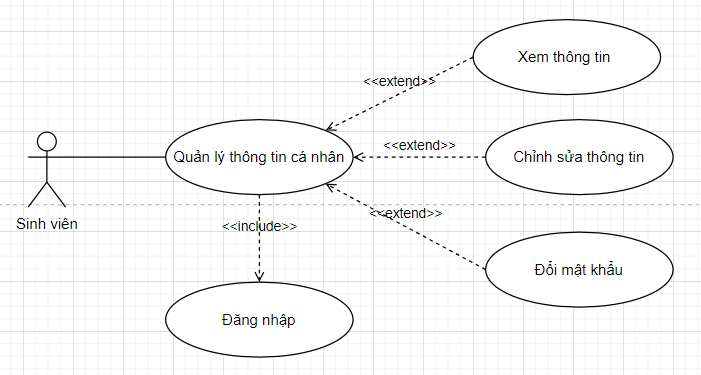 Xem thông tin
<<extend>>
Quản lý thông tin cá nhân
<<extend>>
Chỉnh sửa thông tin
Sinh viên
<<extend>>
<<include>>
Đổi mật khẩu
Đăng nhập